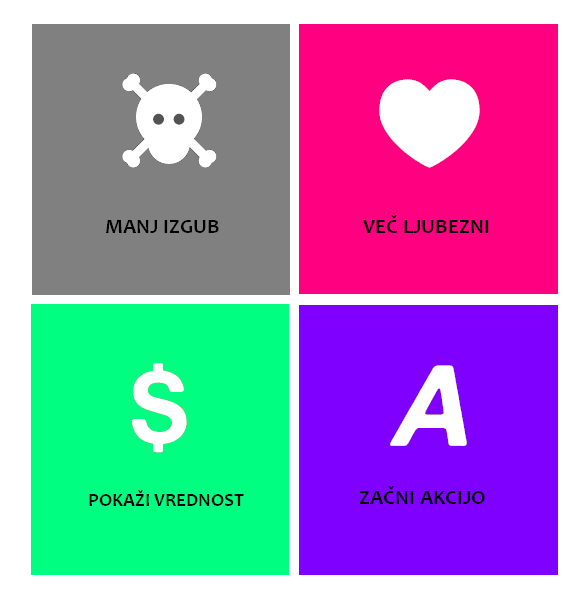 MANJ IZGUB
VEČ LJUBEZNI
$
A
POKAŽI VREDNOST
ZAČNI AKCIJO